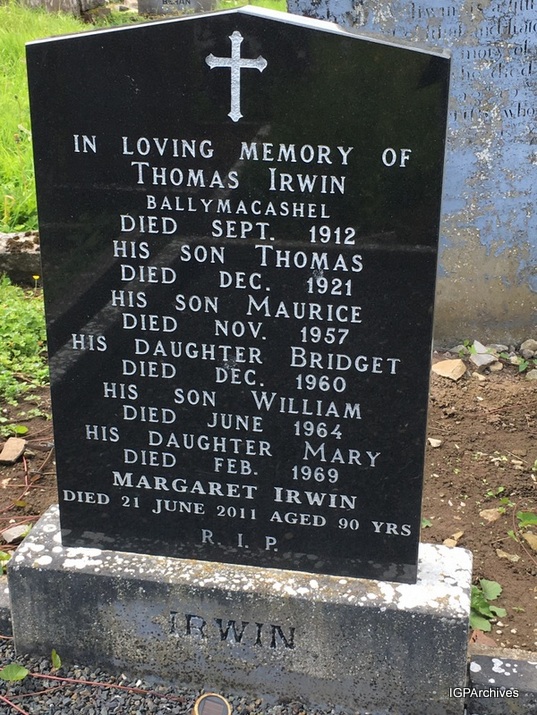 IN LOVING MEMORY OF
THOMAS IRWIN
BALLYMACASHEL
DIED SEPT. 1912
HIS SON THOMAS
DIED DEC. 1921
HIS SON MAURICE
DIED NOV. 1957
HIS DAUGHTER BRIDGET
DIED DEC. 1960
HIS SON WILLIAM
DIED JUNE 1964
HIS DAUGHTER MARY
DIED FEB. 1969
MARGARET IRWIN
DIED 21 JUNE 2011 AGED 90 YRS
R. I. P.
IRWIN
IGPArchives